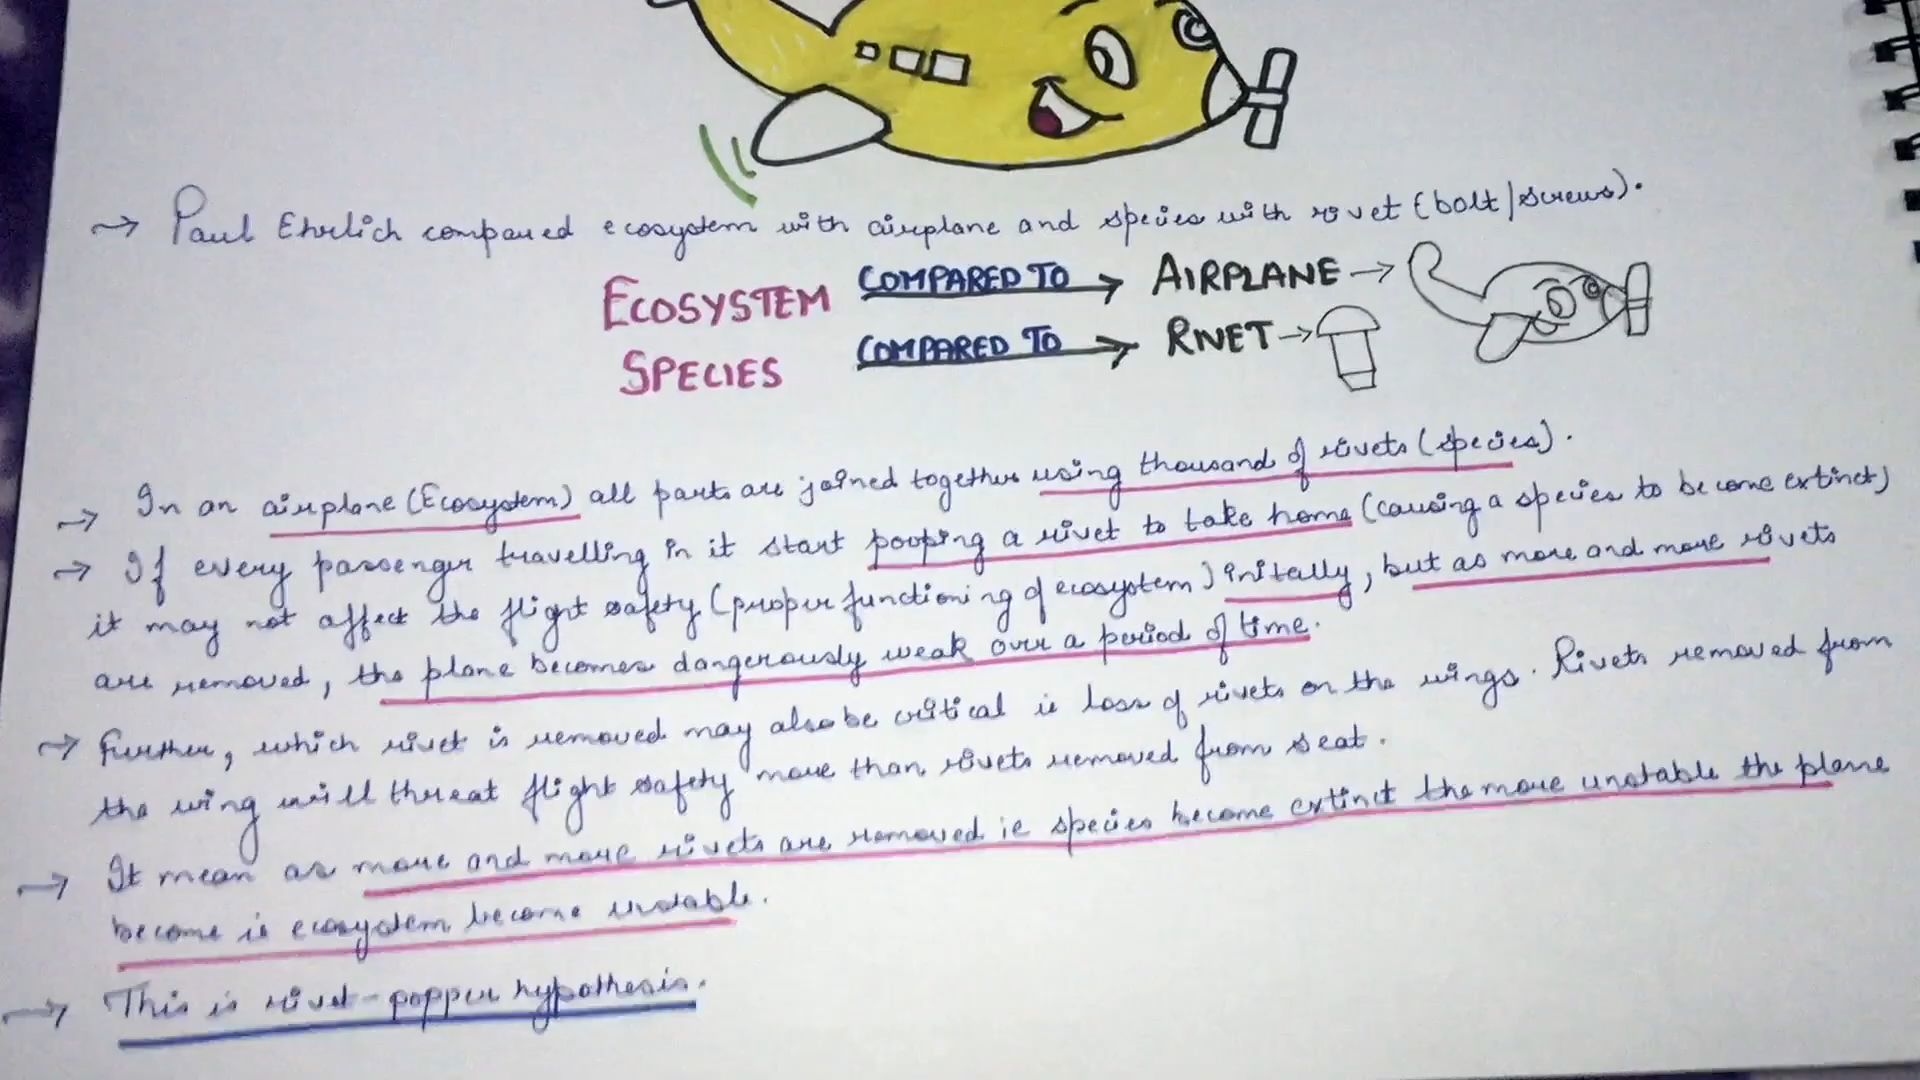 Paul Ehrlich compared ecosystem with airplane and species with rivet (bolt/screws).
ECOSYSTEM COMPARED TO AIRPLANE
SPECIES COMPARED TO RIVET
In an airplane (Ecosystem) all parts are joined together using thousand of rivets (species).
If every passenger travelling in it start pooping a rivet to take home (causing a species to become extinct)
it may not affect the flight safety (proper functioning of ecosystem) initally, but as more and more rivets
are removed, the plane becomes dangerously weak over a period of time.
Further, which rivet is removed may also be critical ie loss of rivets on the wings. Rivets removed from
the wing will threat flight safety more than rivets removed from seat.
It mean as more and more rivets are removed ie species become extinct the more unstable the plane
become ie ecosystem become unstable.
This is rivet-popper hypothesis.